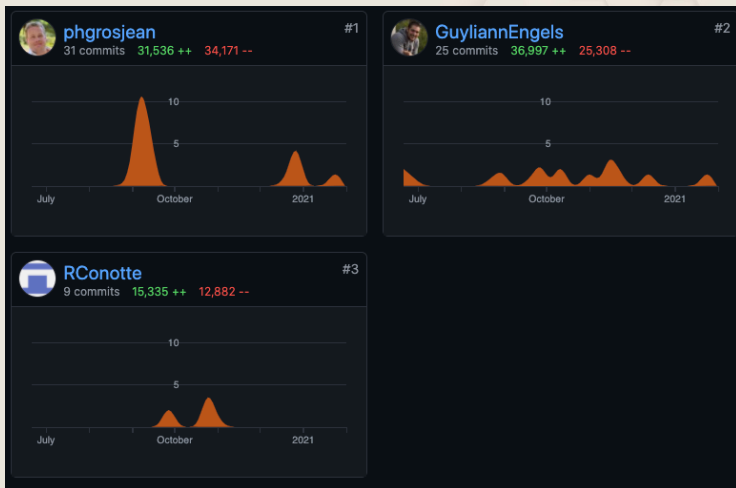 phgrosjean #1
31 commits 31,536 ++ 34,171 --
10
5
July October 2021
GuyliannEngels #2
25 commits 36,997 ++ 25,308 --
10
5
July October 2021
RConotte #3
9 commits 15,335 ++ 12,882 --
10
5
July October 2021